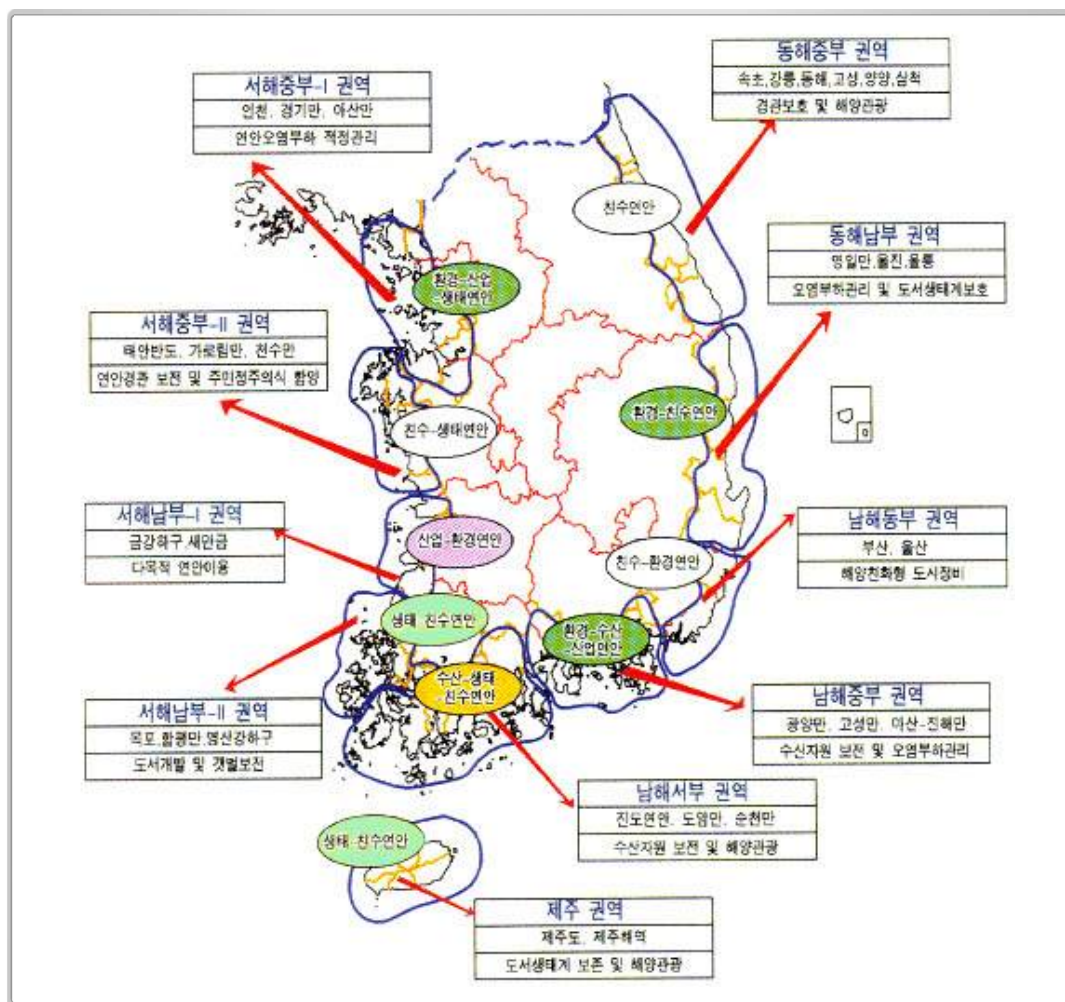 동해중부 권역
속초,강릉,동해,고성,양양,삼척
경관보호 및 해양관광
서해중부-I 권역
인천, 경기만, 아산만
연안오염부하 적정관리
친수연안
동해남부 권역
영일만,울진,울릉
오염부하관리 및 도서생태계보호
환경-산업
-생태연안
서해중부-II 권역
태안반도, 가로림만, 천수만
연안경관 보전 및 주민점주의식 함양
환경-친수연안
친수-생태연안
서해남부-I 권역
금강하구,새만금
다목적 연안이용
남해동부 권역
부산, 울산
해양친화형 도시정비
산업-환경연안
친수-환경연안
생태 친수연안
환경-수산
-산업연안
수산-생태
-친수연안
서해남부-II 권역
목포,함평만,영산강하구
도서개발 및 갯벌보전
남해중부 권역
광양만, 고성만, 마산-진해만
수산자원 보전 및 오염부하관리
남해서부 권역
진도연안, 도암만, 순천만
수산자원 보전 및 해양관광
생태 친수연안
제주 권역
제주도, 제주해역
도서생태계 보존 및 해양관광